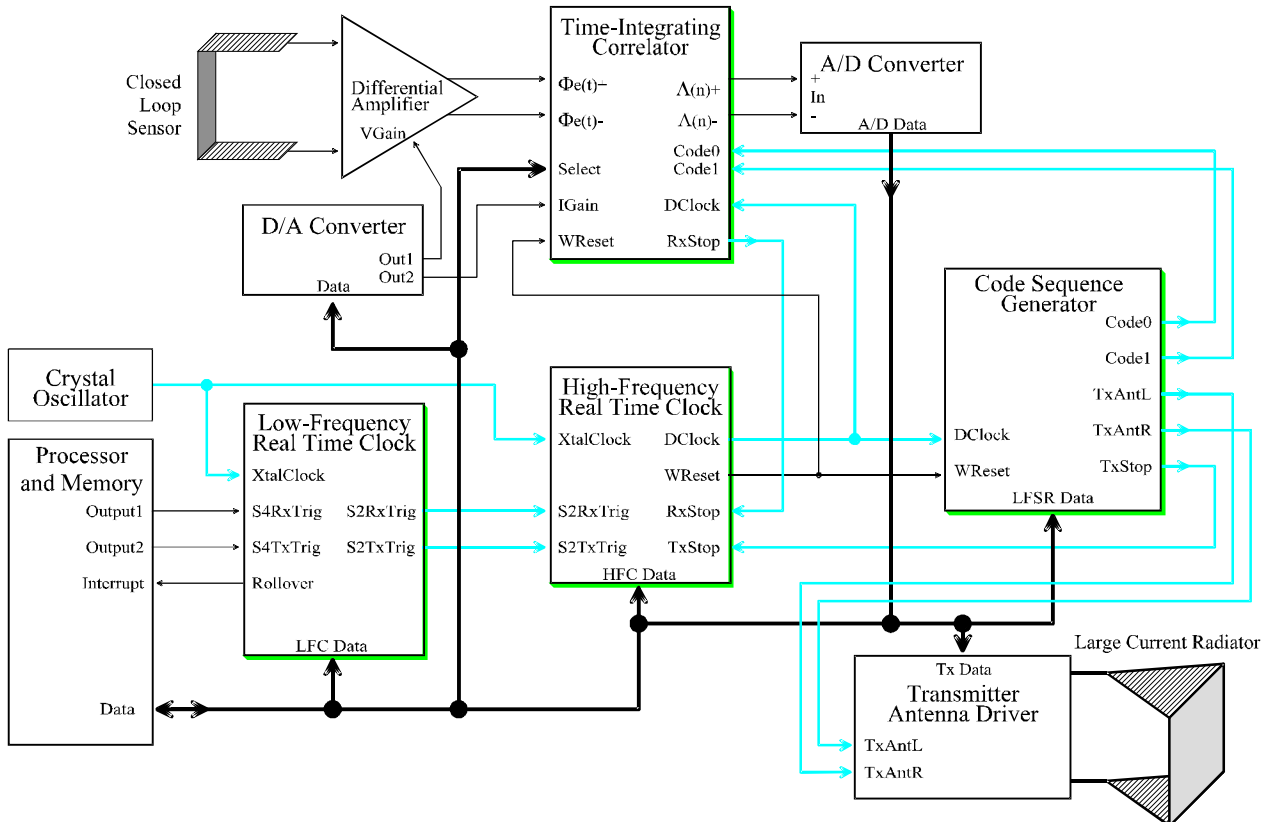 Closed
Loop
Sensor
Differential
Amplifier
VGain
Time-Integrating
Correlator
Φe(t)+
Φe(t)-
Select
IGain
WReset
Λ(n)+
Λ(n)-
Code0
Code1
DClock
RxStop
A/D Converter
+
In
-
A/D Data
D/A Converter
Out1
Out2
Data
Code Sequence
Generator
Code0
Code1
TxAntL
TxAntR
TxStop
DClock
WReset
LFSR Data
Crystal
Oscillator
Low-Frequency
Real Time Clock
XtalClock
S4RxTrig
S2RxTrig
S4TxTrig
S2TxTrig
Rollover
LFC Data
High-Frequency
Real Time Clock
XtalClock
DClock
WReset
S2RxTrig
RxStop
S2TxTrig
TxStop
HFC Data
Processor
and Memory
Output1
Output2
Interrupt
Data
Large Current Radiator
Tx Data
Transmitter
Antenna Driver
TxAntL
TxAntR